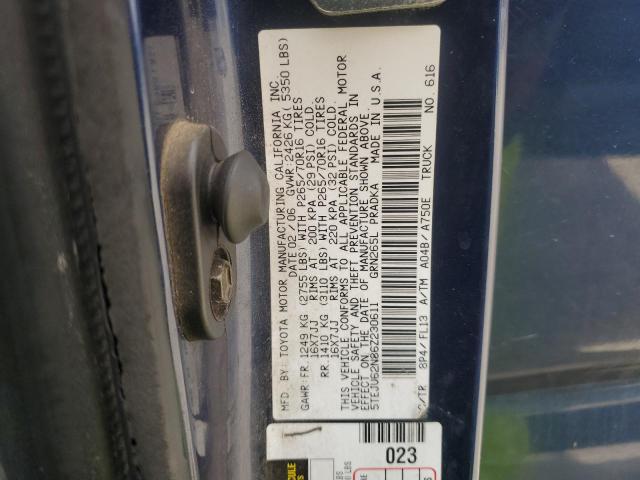 MFD. BY: TOYOTA MOTOR MANUFACTURING CALIFORNIA INC.
DATE 02/06 GVWR: 2426 KG( 5350 LBS)
GAWR: FR. 1249 KG (2755 LBS) WITH P265/70R16 TIRES
16X7JJ RIMS AT 200 KPA (29 PSI) COLD.
RR. 1410 KG (3110 LBS) WITH P265/70R16 TIRES
16X7JJ RIMS AT 220 KPA (32 PSI) COLD.
THIS VEHICLE CONFORMS TO ALL APPLICABLE FEDERAL MOTOR
VEHICLE SAFETY AND THEFT PREVENTION STANDARDS IN
EFFECT ON THE DATE OF MANUFACTURE SHOWN ABOVE.
5TEJU62N86Z230611 GRN265L PRADKA MADE IN U.S.A.
C/TR 8P4/FL13 A/TM A04B/A750E TRUCK NO. 616
023